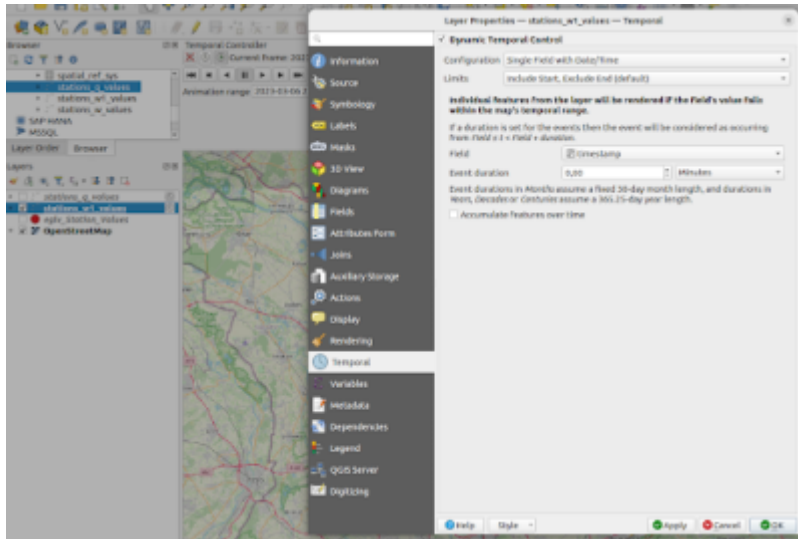 Layer Properties — stations_wt_values — Temporal
Browser
Temporal Controller
Current frame: 202
spatial_ref_sys
stations_q_values
stations_wt_values
stations_w_values
SAP HANA
MSSQL
Animation range 2023-03-06 2
Layer Order
Browser
Layers
stations_q_values
stations_wt_values
OpenStreetMap
Information
Source
Symbology
Labels
Masks
3D View
Diagrams
Fields
Attributes Form
Joins
Auxiliary Storage
Actions
Display
Rendering
Temporal
Variables
Metadata
Dependencies
Legend
QGIS Server
Digitizing
Dynamic Temporal Control
Configuration Single Field with Date/Time
Limits Include Start, Exclude End (default)
Individual features from the layer will be rendered if the field's value falls
within the map's temporal range.
If a duration is set for the events then the event will be considered as occurring
from Field ≤ t < Field + duration.
Field timestamp
Event duration 0,00 Minutes
Event durations in Months assume a fixed 30-day month length, and durations in
Years, Decades or Centuries assume a 365.25-day year length.
Accumulate features over time
Help Style Apply Cancel OK